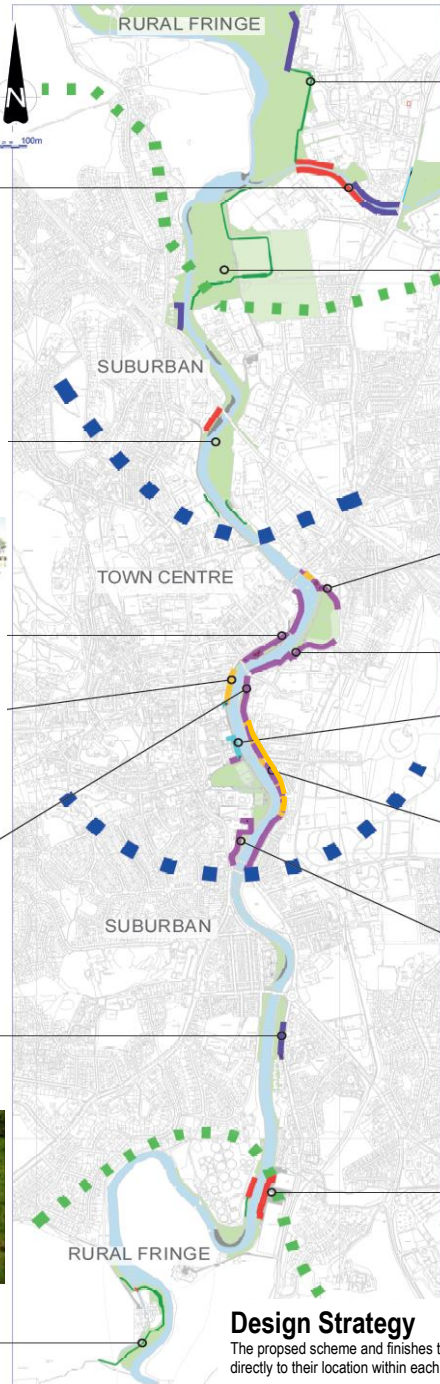 RURAL FRINGE
N
100m
SUBURBAN
TOWN CENTRE
SUBURBAN
RURAL FRINGE
Design Strategy
The propsed scheme and finishes t
directly to their location within each